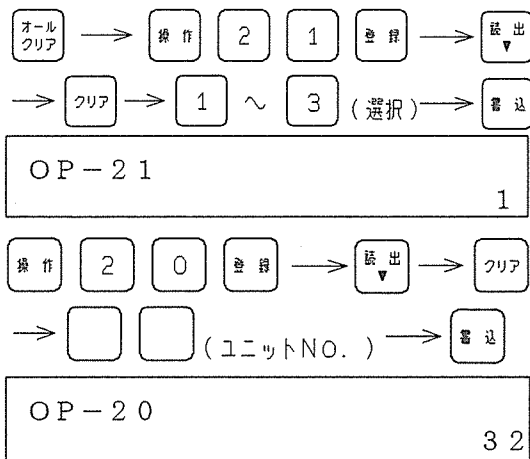 オールクリア → 操作 2 1 登録 → 読出▼
→ クリア → 1 ～ 3 (選択) → 書込
OP-21
1
操作 2 0 登録 → 読出▼ → クリア
→ (ユニットNO. ) → 書込
OP-20
32